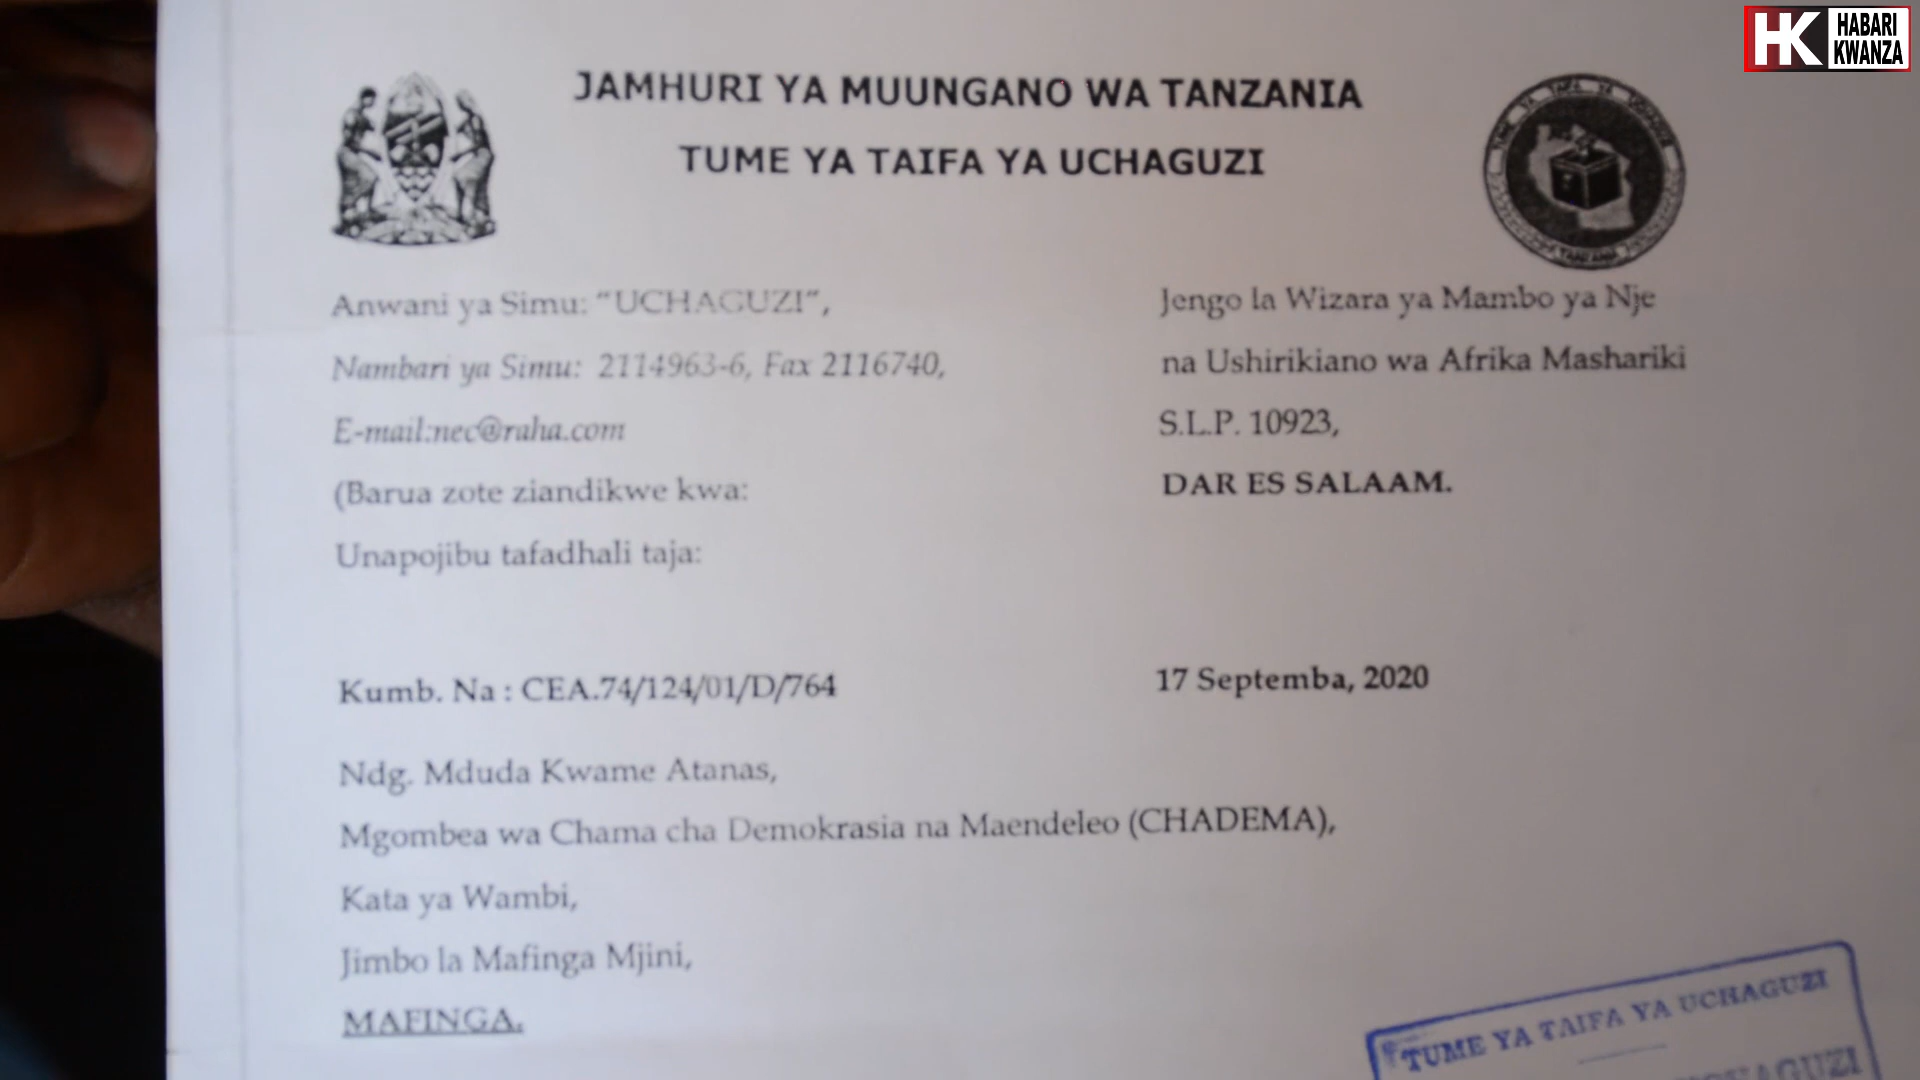 HK HABARI KWANZA
JAMHURI YA MUUNGANO WA TANZANIA
TUME YA TAIFA YA UCHAGUZI
Anwani ya Simu: "UCHAGUZI",
Nambari ya Simu: 2114963-6, Fax 2116740,
E-mail:nec@raha.com
(Barua zote ziandikwe kwa:
Unapojibu tafadhali taja:
Jengo la Wizara ya Mambo ya Nje
na Ushirikiano wa Afrika Mashariki
S.L.P. 10923,
DAR ES SALAAM.
Kumb. Na : CEA.74/124/01/D/764
17 Septemba, 2020
Ndg. Mduda Kwame Atanas,
Mgombea wa Chama cha Demokrasia na Maendeleo (CHADEMA),
Kata ya Wambi,
Jimbo la Mafinga Mjini,
MAFINGA.
TUME YA TAIFA YA UCHAGUZI